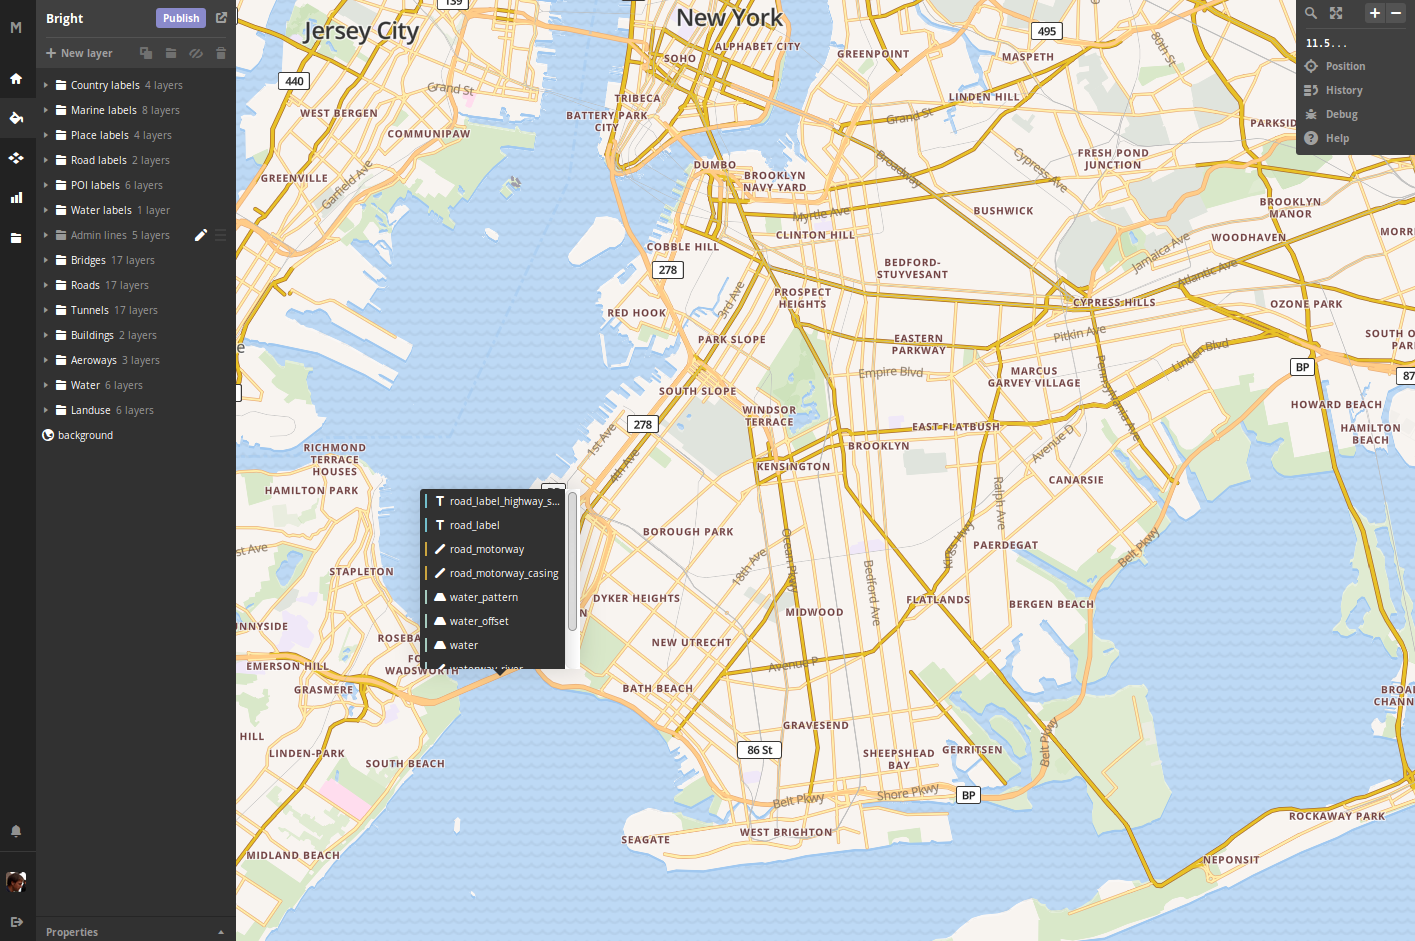 M
Bright
Publish
New layer
Country labels 4 layers
Marine labels 8 layers
Place labels 4 layers
Road labels 2 layers
POI labels 6 layers
Water labels 1 layer
Admin lines 5 layers
Bridges 17 layers
Roads 17 layers
Tunnels 17 layers
Buildings 2 layers
Aeroways 3 layers
Water 6 layers
Landuse 6 layers
background
Properties
11.5...
Position
History
Debug
Help
139
New York
Jersey City
495
ALPHABET CITY
GREENPOINT
MASPETH
80th St
SOHO
440
Grand St
TRIBECA
LINDEN HILL
WEST BERGEN
BATTERY PARK
CITY
Grand St
PARKSID
COMMUNIPAW
DUMBO
Broadway
Cypress Ave
FRESH POND
JUNCTION
GREENVILLE
Garfield Ave
BROOKLYN
NAVY YARD
Myrtle Ave
BUSHWICK
BROOKLYN
MANOR
CLINTON HILL
WOODHAVEN
MORRI
COBBLE HILL
278
BEDFORD-
STUYVESANT
Jamaica Ave
Atlantic Ave
PROSPECT
HEIGHTS
3rd Ave
CYPRESS HILLS
OZONE PARK
RED HOOK
PARK SLOPE
EASTERN
PARKWAY
Pitkin Ave
SOUTH O
PAR
e
Linden Blvd
BP
87
Empire Blvd
MARCUS
GARVEY VILLAGE
Pennsylvania Ave
SOUTH SLOPE
HOWARD BEACH
WINDSOR
TERRACE
278
EAST FLATBUSH
HAMILTON
BEACH
1st Ave
BROOKLYN
Avenue D
RICHMOND
TERRACE
HOUSES
4th Ave
KENSINGTON
CANARSIE
HAMILTON PARK
Ralph Ave
road_label_highway_s...
road_label
road_motorway
road_motorway_casing
water_pattern
water_offset
water
waterway_river
BOROUGH PARK
Ocean Pkwy
Kings Hwy
PAERDEGAT
Belt Pkwy
st Ave
STAPLETON
18th Ave
Bedford Ave
DYKER HEIGHTS
N
MIDWOOD
FLATLANDS
BERGEN BEACH
NNYSIDE
ROSEBA
NEW UTRECHT
EMERSON HILL
FO
WADSWORTH
Avenue P
GRASMERE
BATH BEACH
BROAD
CHANN
GRAVESEND
HILL
Belt Pkwy
LINDEN-PARK
86 St
SHEEPSHEAD
BAY
GERRITSEN
SOUTH BEACH
Belt Pkwy
Shore Pkwy
BP
ROCKAWAY PARK
WEST BRIGHTON
SEAGATE
MIDLAND BEACH
NEPONSIT